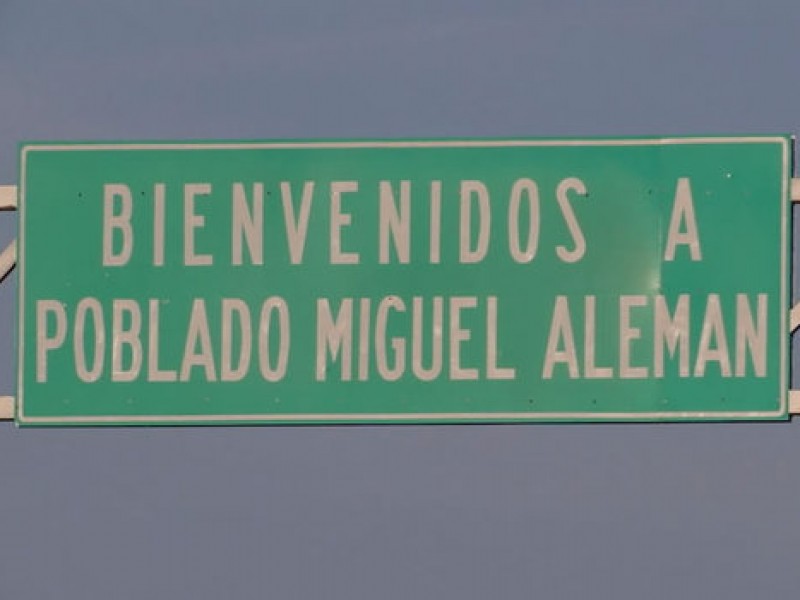 BIENVENIDOS A
POBLADO MIGUEL ALEMAN